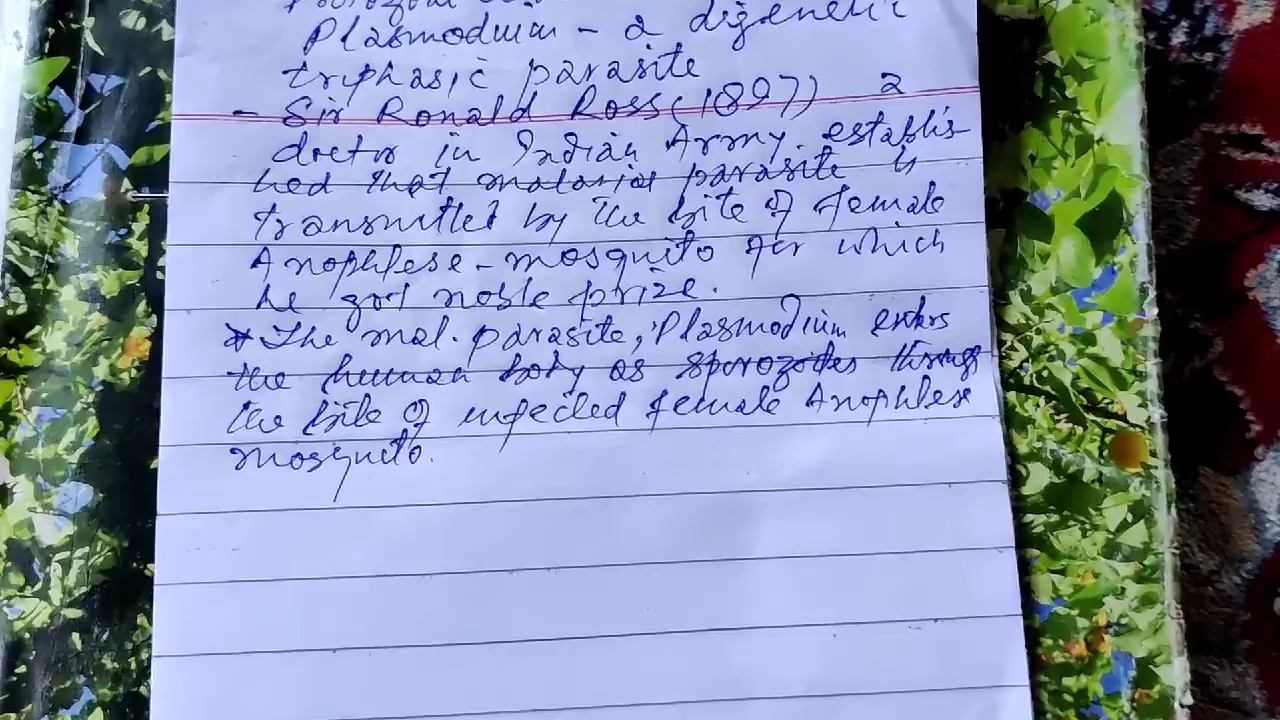 Plasmodium - a digenetic
triphasic parasite
- Sir Ronald Ross (1897) a
doctor in Indian Army, establis-
hed that malarial parasite is
transmitted by the bite of female
Anophlese - mosquito for which
he got noble prize.
* The mal. parasite, Plasmodium enters
the human body as sporozoites through
the bite of infected female Anophlese
mosquito.